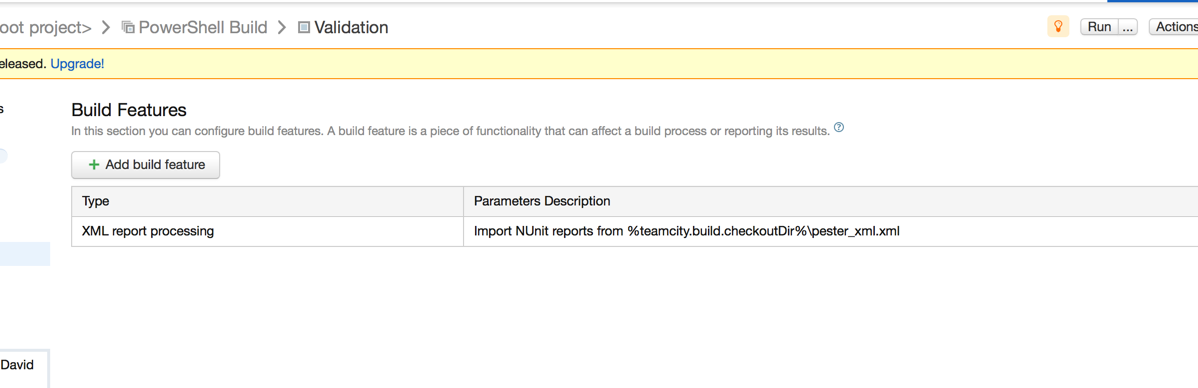 oot project> > PowerShell Build > Validation
Run ... Actions
eleased. Upgrade!
s
Build Features
In this section you can configure build features. A build feature is a piece of functionality that can affect a build process or reporting its results. ?
+ Add build feature
Type Parameters Description
XML report processing Import NUnit reports from %teamcity.build.checkoutDir%\pester_xml.xml
David